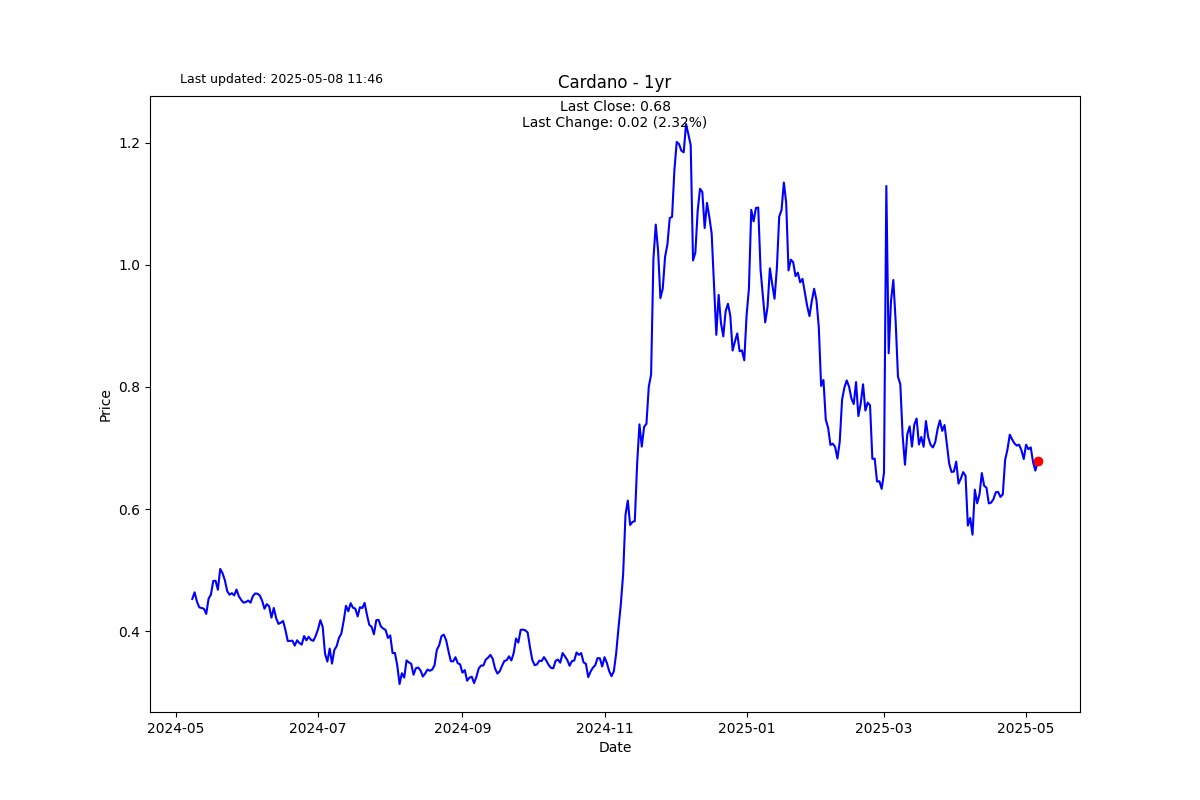 Last updated: 2025-05-08 11:46
Cardano - 1yr
Last Close: 0.68
Last Change: 0.02 (2.32%)
1.2
1.0
0.8
0.6
0.4
Price
2024-05
2024-07
2024-09
2024-11
2025-01
2025-03
2025-05
Date